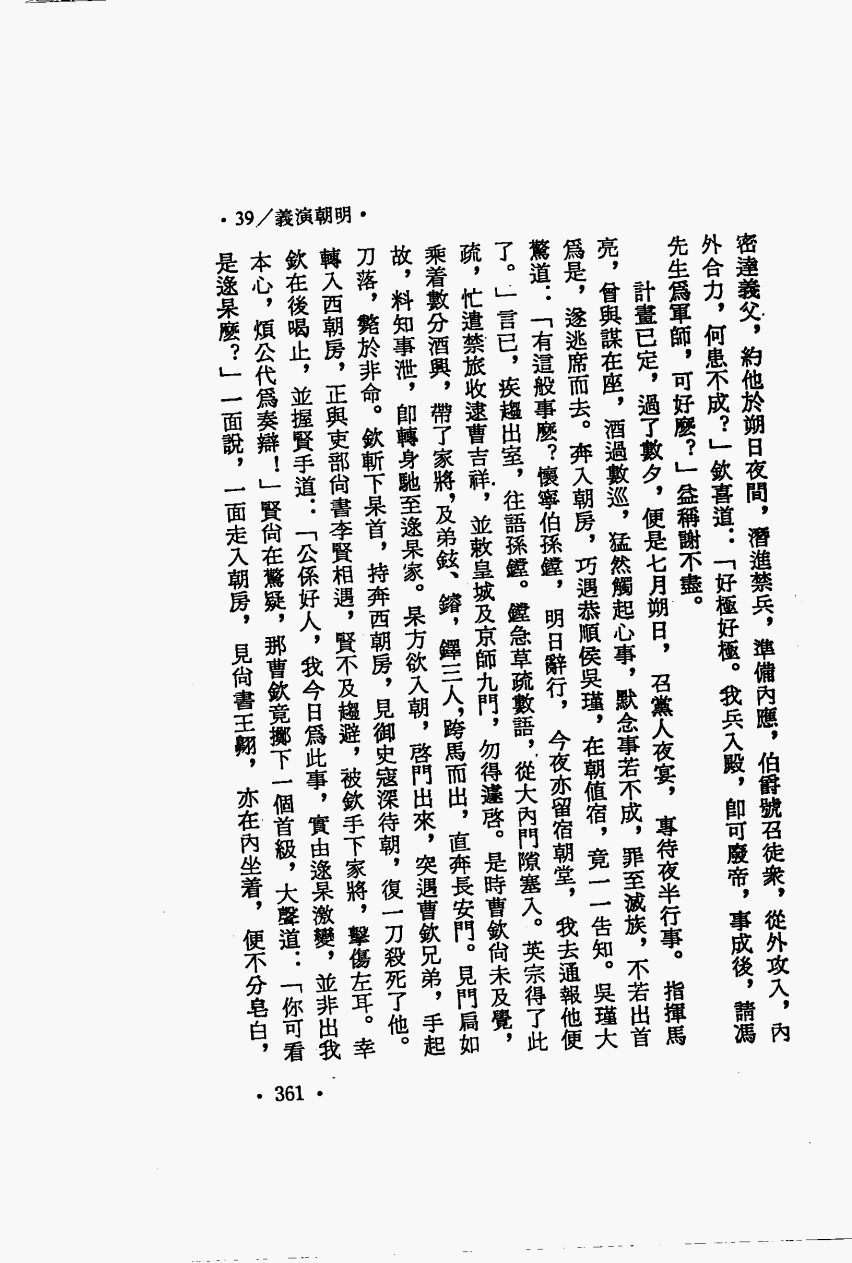 ·39／義演朝明·
密達義父，約他於朔日夜間，潛進禁兵，準備內應，伯爵號召徒衆，從外攻入，內
外合力，何患不成？」欽喜道：「好極好極。我兵入殿，卽可廢帝，事成後，請馮
先生爲軍師，可好麼？」益稱謝不盡。
計畫已定，過了數夕，便是七月朔日，召黨人夜宴，專待夜半行事。指揮馬
亮，曾與謀在座，酒過數巡，猛然觸起心事，默念事若不成，罪至滅族，不若出首
爲是，遂逃席而去。奔入朝房，巧遇恭順侯吳瑾，在朝値宿，竟一一告知。吳瑾大
驚道：「有這般事麼？懷寧伯孫鏜，明日辭行，今夜亦留宿朝堂，我去通報他便
了。」言已，疾趨出室，往語孫鏜。鏜急草疏數語，從大內門隙塞入。英宗得了此
疏，忙遣禁旅收逮曹吉祥，並敕皇城及京師九門，勿得遽啓。是時曹欽尙未及覺，
乘着數分酒興，帶了家將，及弟鉉、𨮻，鐸三人，跨馬而出，直奔長安門。見門扃如
故，料知事泄，卽轉身馳至逯杲家。杲方欲入朝，啓門出來，突遇曹欽兄弟，手起
刀落，斃於非命。欽斬下杲首，持奔西朝房，見御史寇深待朝，復一刀殺死了他。
轉入西朝房，正與吏部尙書李賢相遇，賢不及趨避，被欽手下家將，擊傷左耳。幸
欽在後喝止，並握賢手道：「公係好人，我今日爲此事，實由逯杲激變，並非出我
本心，煩公代爲奏辯！」賢尙在驚疑，那曹欽竟擲下一個首級，大聲道：「你可看
是逯杲麼？」一面說，一面走入朝房，見尙書王翺，亦在內坐着，便不分皂白，
·361·